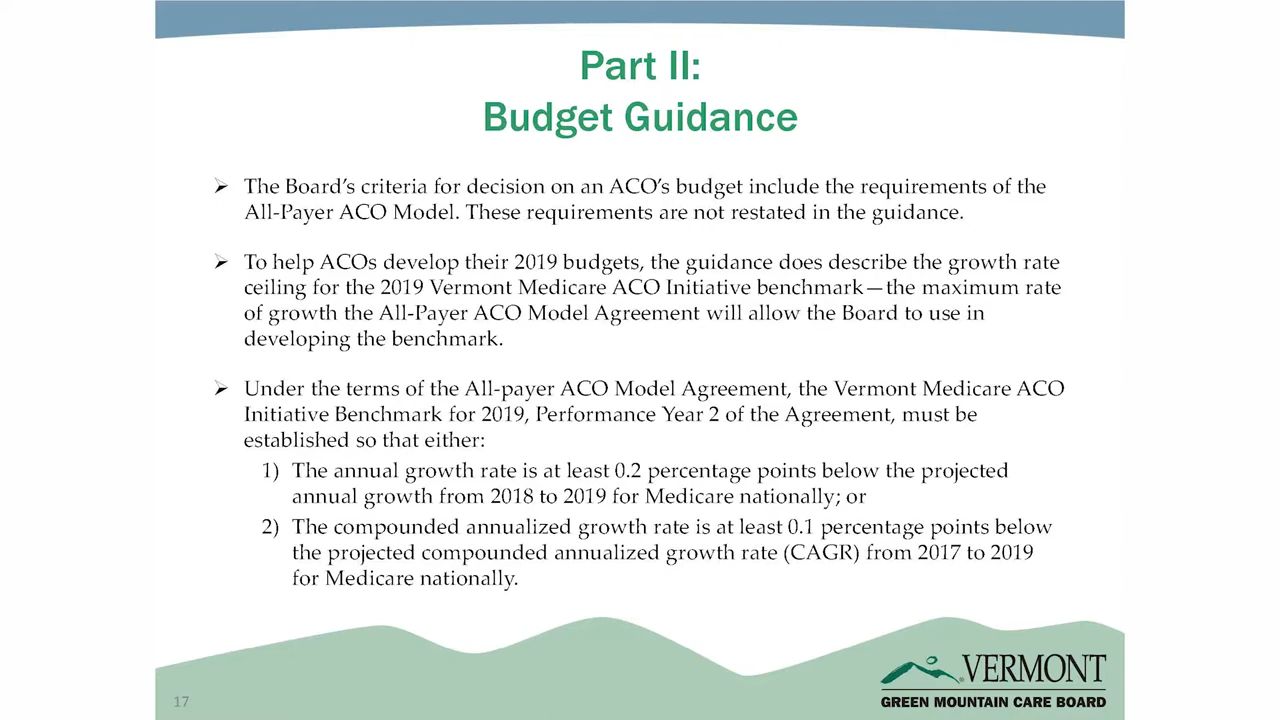 Part II:
Budget Guidance
➢ The Board’s criteria for decision on an ACO’s budget include the requirements of the
All-Payer ACO Model. These requirements are not restated in the guidance.
➢ To help ACOs develop their 2019 budgets, the guidance does describe the growth rate
ceiling for the 2019 Vermont Medicare ACO Initiative benchmark—the maximum rate
of growth the All-Payer ACO Model Agreement will allow the Board to use in
developing the benchmark.
➢ Under the terms of the All-payer ACO Model Agreement, the Vermont Medicare ACO
Initiative Benchmark for 2019, Performance Year 2 of the Agreement, must be
established so that either:
1) The annual growth rate is at least 0.2 percentage points below the projected
annual growth from 2018 to 2019 for Medicare nationally; or
2) The compounded annualized growth rate is at least 0.1 percentage points below
the projected compounded annualized growth rate (CAGR) from 2017 to 2019
for Medicare nationally.
17
VERMONT
GREEN MOUNTAIN CARE BOARD